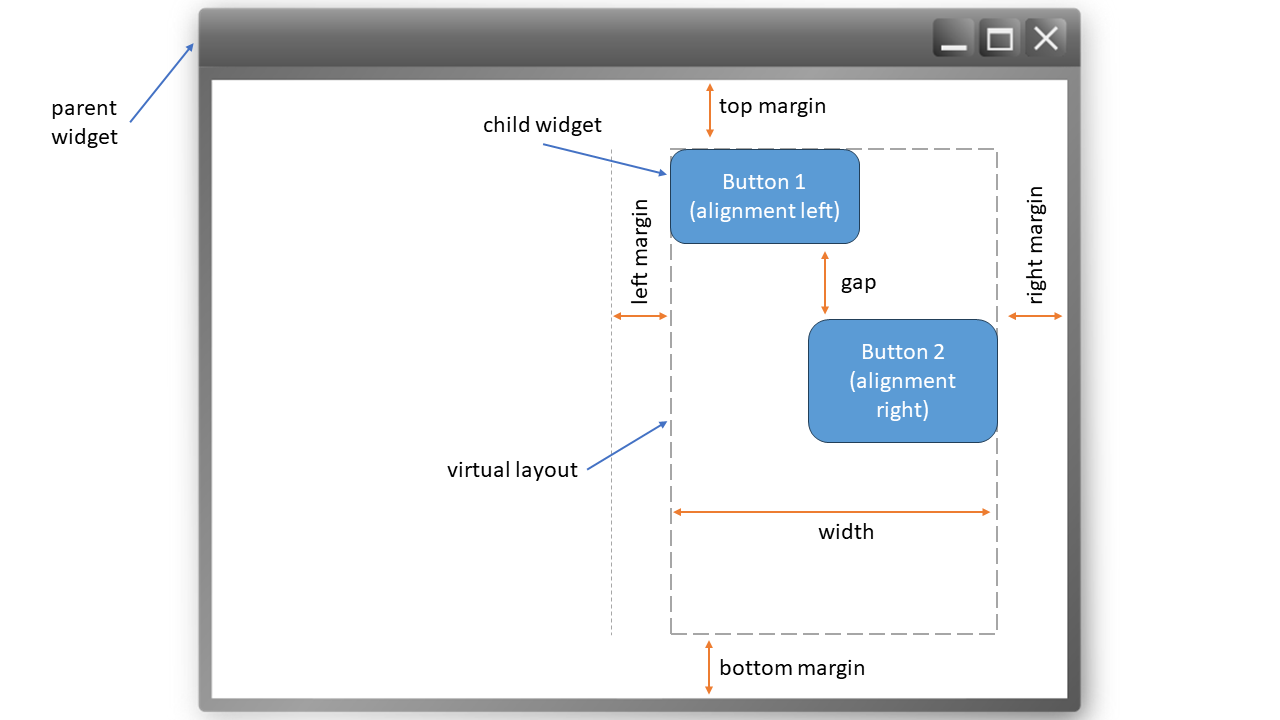 parent
widget
child widget
top margin
Button 1
(alignment left)
left margin
right margin
gap
Button 2
(alignment
right)
virtual layout
width
bottom margin